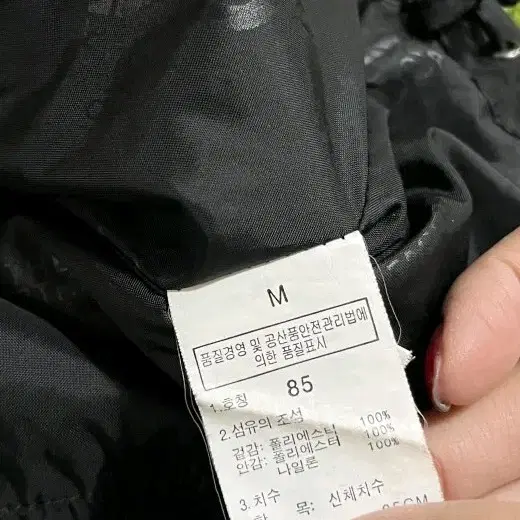 M
품질경영 및 공산품안전관리법에
의한 품질표시
1.호칭 85
2.섬유의 조성
겉감: 폴리에스터 100%
안감: 폴리에스터 100%
나일론 100%
3.치수
항 목: 신체치수
85CM